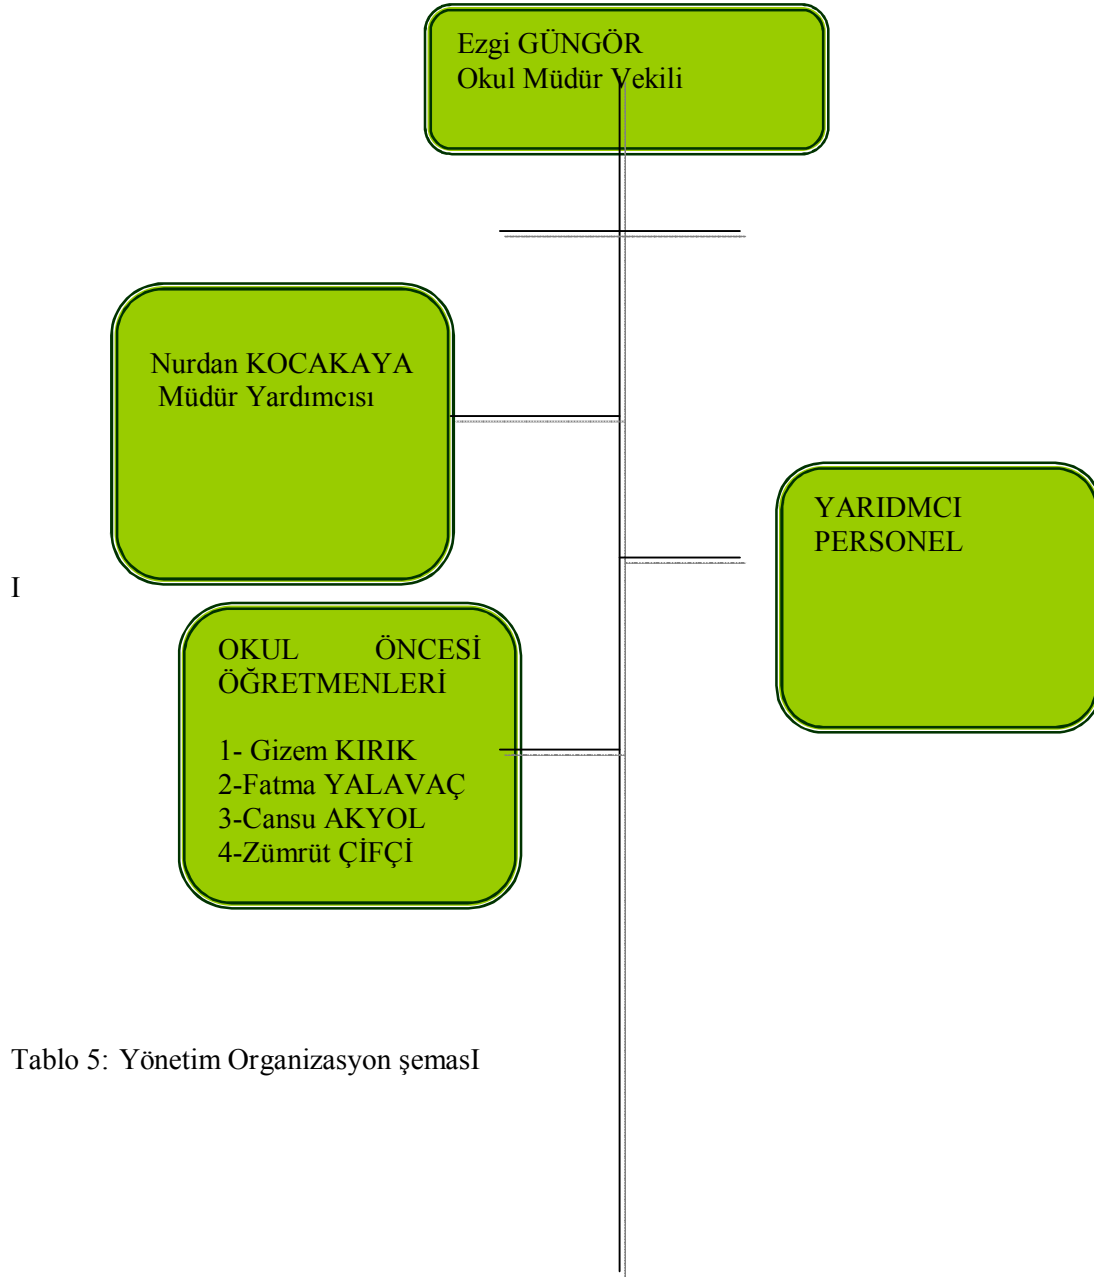 Ezgi GÜNGÖR
Okul Müdür Vekili
Nurdan KOCAKAYA
Müdür Yardımcısı
YARIDMCI
PERSONEL
I
OKUL ÖNCESİ
ÖĞRETMENLERİ
1- Gizem KIRIK
2-Fatma YALAVAÇ
3-Cansu AKYOL
4-Zümrüt ÇİFÇİ
Tablo 5: Yönetim Organizasyon şemasI